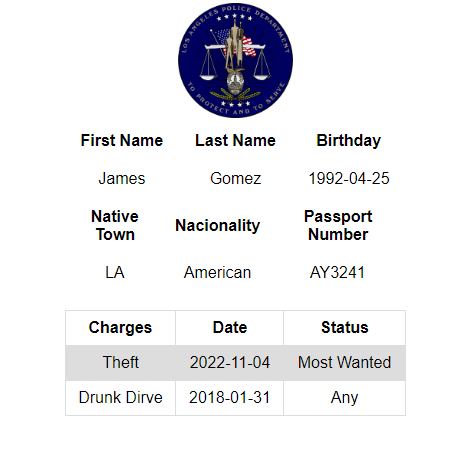 LOS ANGELES POLICE DEPARTMENT
TO PROTECT AND TO SERVE
First Name Last Name Birthday
James Gomez 1992-04-25
Native Town Nacionality Passport Number
LA American AY3241
Charges Date Status
Theft 2022-11-04 Most Wanted
Drunk Dirve 2018-01-31 Any